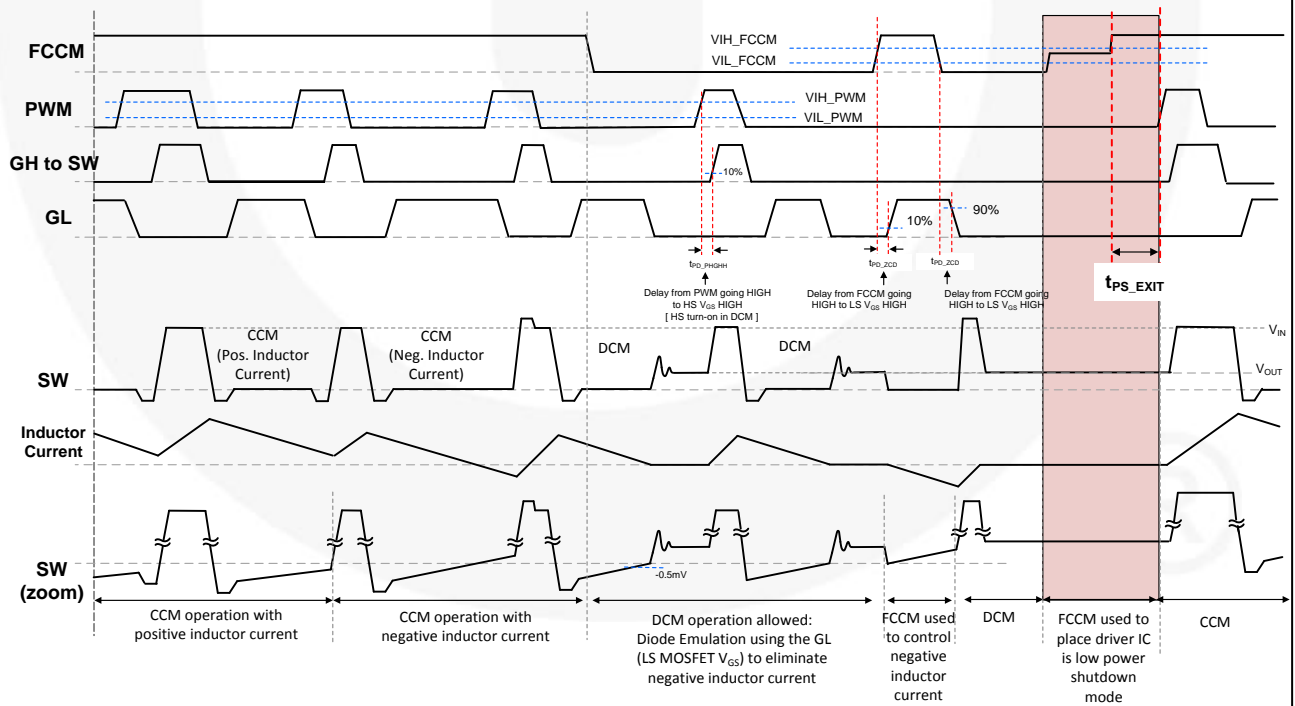 FCCM
VIH_FCCM
VIL_FCCM
PWM
VIH_PWM
VIL_PWM
GH to SW
10%
GL
10%
90%
tPD_PHGHH
tPD_ZCD
tPD_ZCD
tPS_EXIT
Delay from PWM going HIGH
to HS VGS HIGH
[ HS turn-on in DCM ]
Delay from FCCM going
HIGH to LS VGS HIGH
Delay from FCCM going
HIGH to LS VGS HIGH
SW
CCM
(Pos. Inductor
Current)
CCM
(Neg. Inductor
Current)
DCM
DCM
VIN
VOUT
Inductor
Current
SW
(zoom)
-0.5mV
CCM operation with
positive inductor current
CCM operation with
negative inductor current
DCM operation allowed:
Diode Emulation using the GL
(LS MOSFET VGS) to eliminate
negative inductor current
FCCM used
to control
negative
inductor
current
DCM
FCCM used to
place driver IC
is low power
shutdown
mode
CCM
®